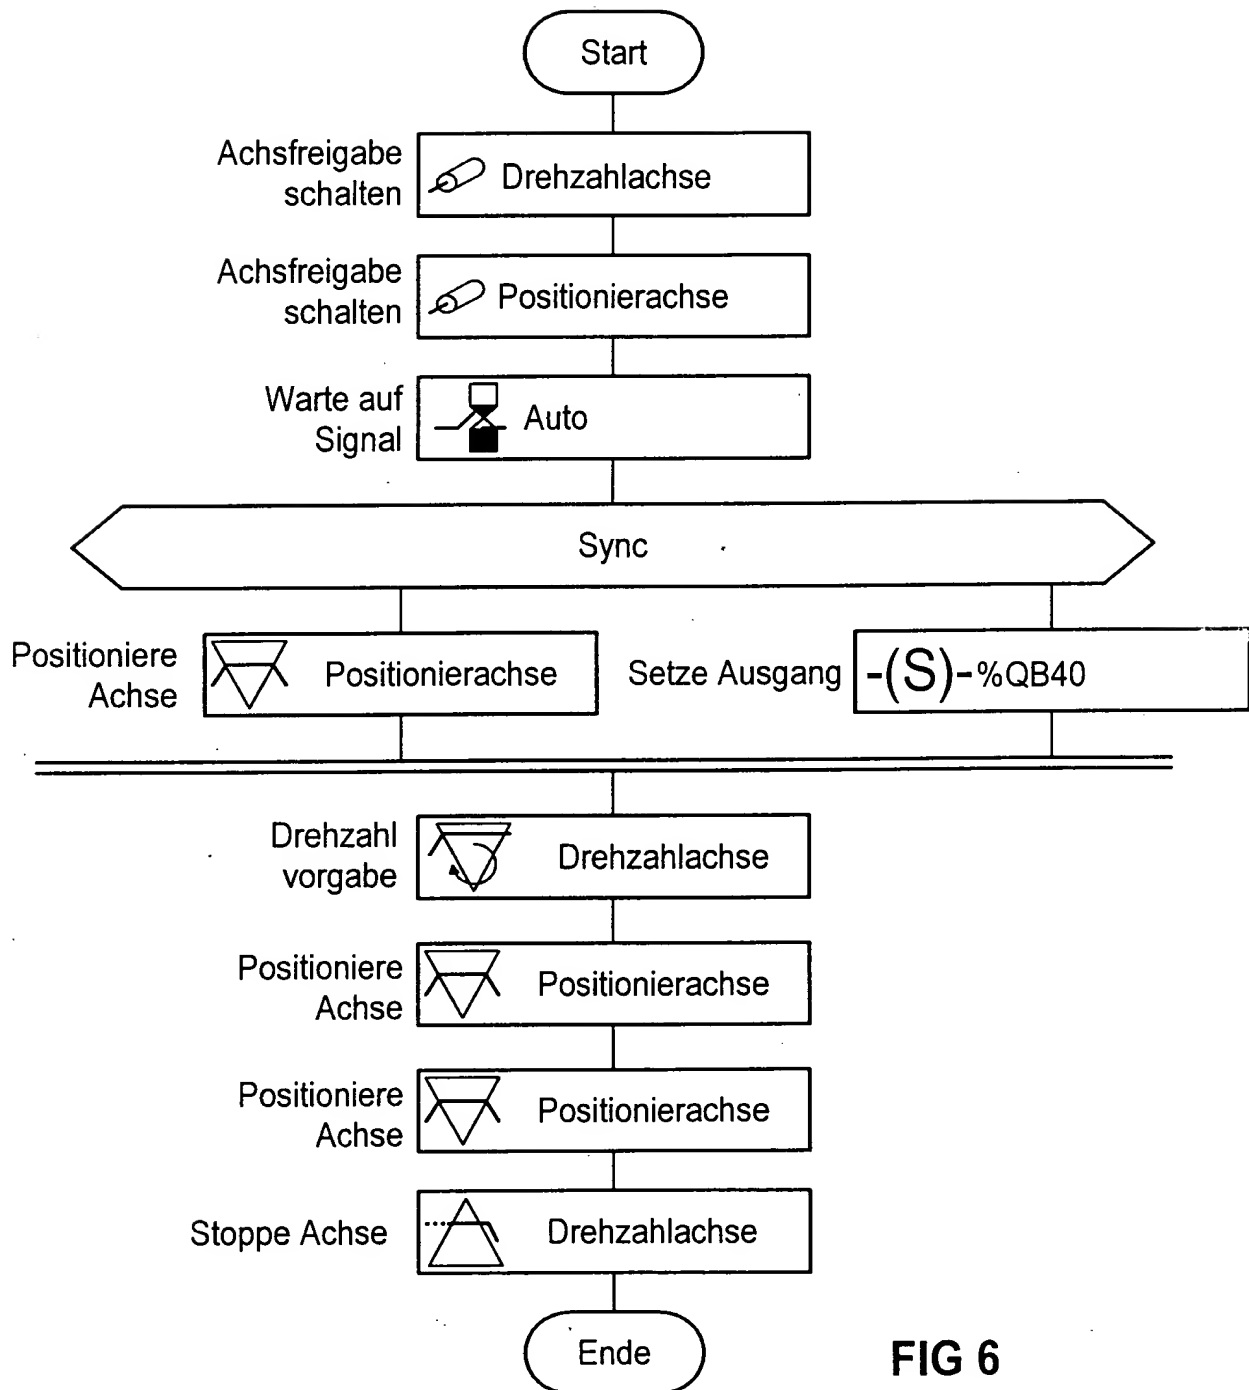 Start
Achsfreigabe
schalten
Drehzahlachse
Achsfreigabe
schalten
Positionierachse
Warte auf
Signal
Auto
Sync
Positioniere
Achse
Positionierachse
Setze Ausgang
-(S)-%QB40
Drehzahl
vorgabe
Drehzahlachse
Positioniere
Achse
Positionierachse
Positioniere
Achse
Positionierachse
Stoppe Achse
Drehzahlachse
Ende
FIG 6